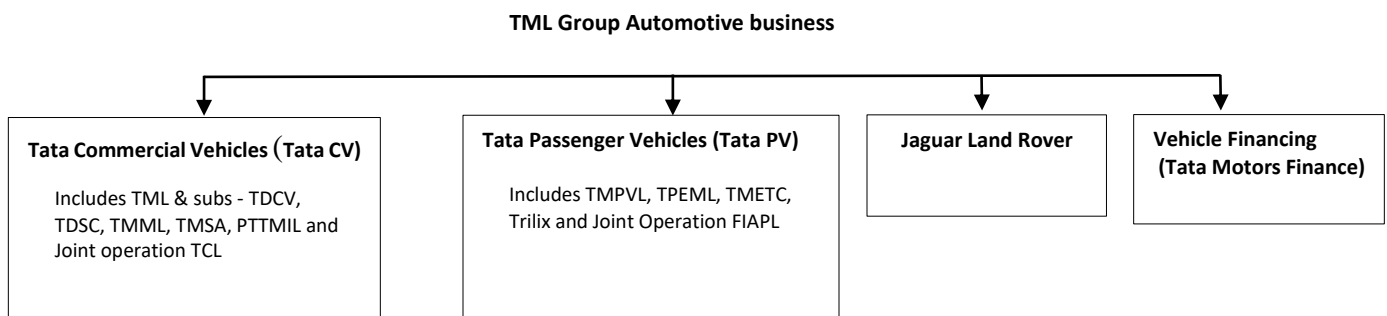 TML Group Automotive business
Tata Commercial Vehicles (Tata CV)
Includes TML & subs - TDCV,
TDSC, TMML, TMSA, PTTMIL and
Joint operation TCL
Tata Passenger Vehicles (Tata PV)
Includes TMPVL, TPEML, TMETC,
Trilix and Joint Operation FIAPL
Jaguar Land Rover
Vehicle Financing
(Tata Motors Finance)